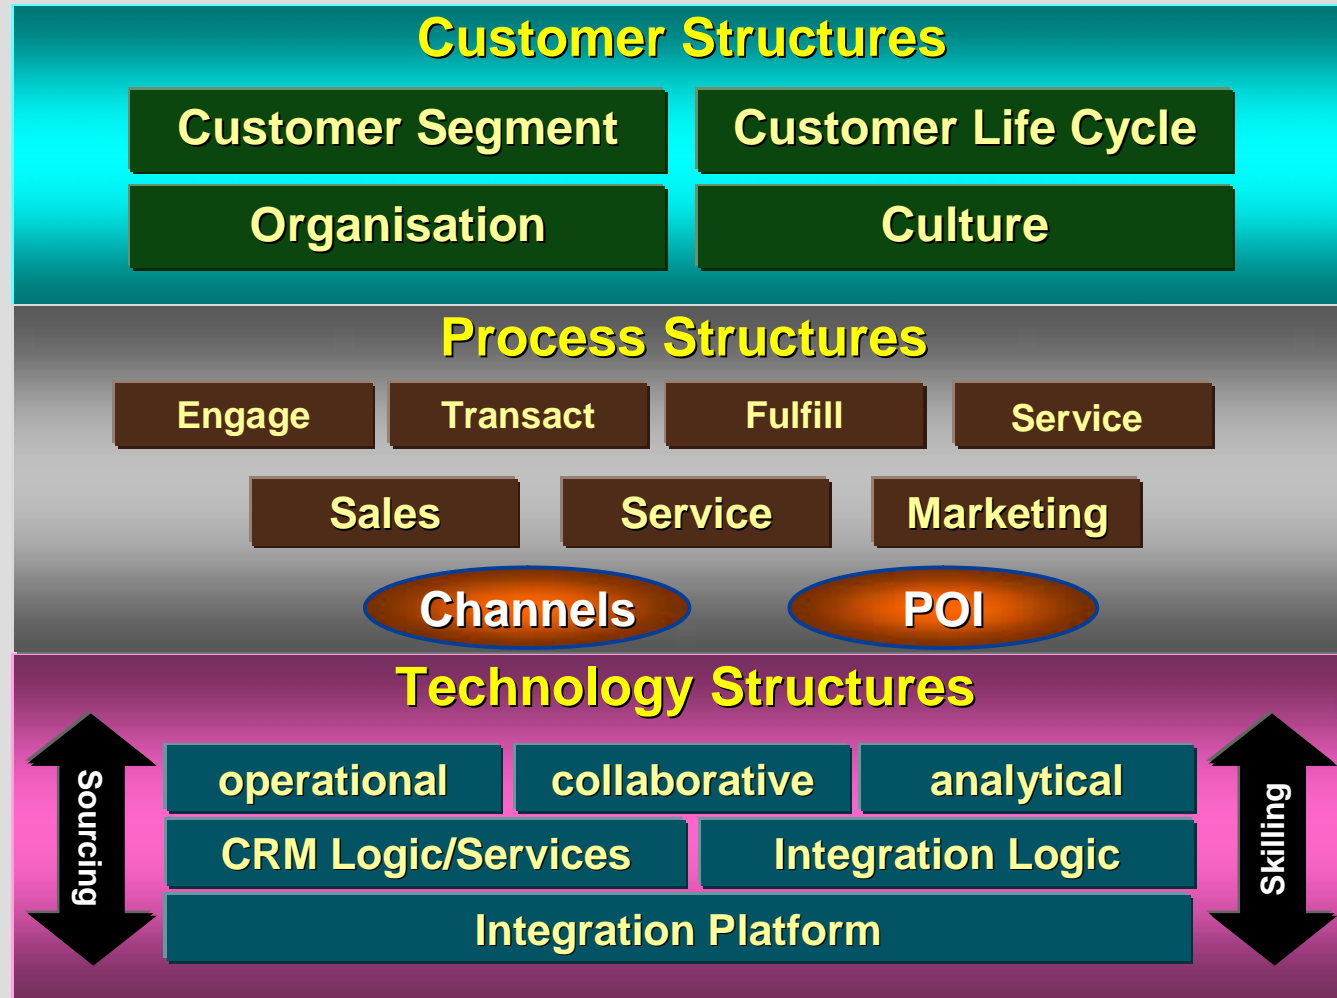 Customer Structures
Customer Segment
Customer Life Cycle
Organisation
Culture
Process Structures
Engage
Transact
Fulfill
Service
Sales
Service
Marketing
Channels
POI
Technology Structures
Sourcing
operational
collaborative
analytical
CRM Logic/Services
Integration Logic
Integration Platform
Skilling